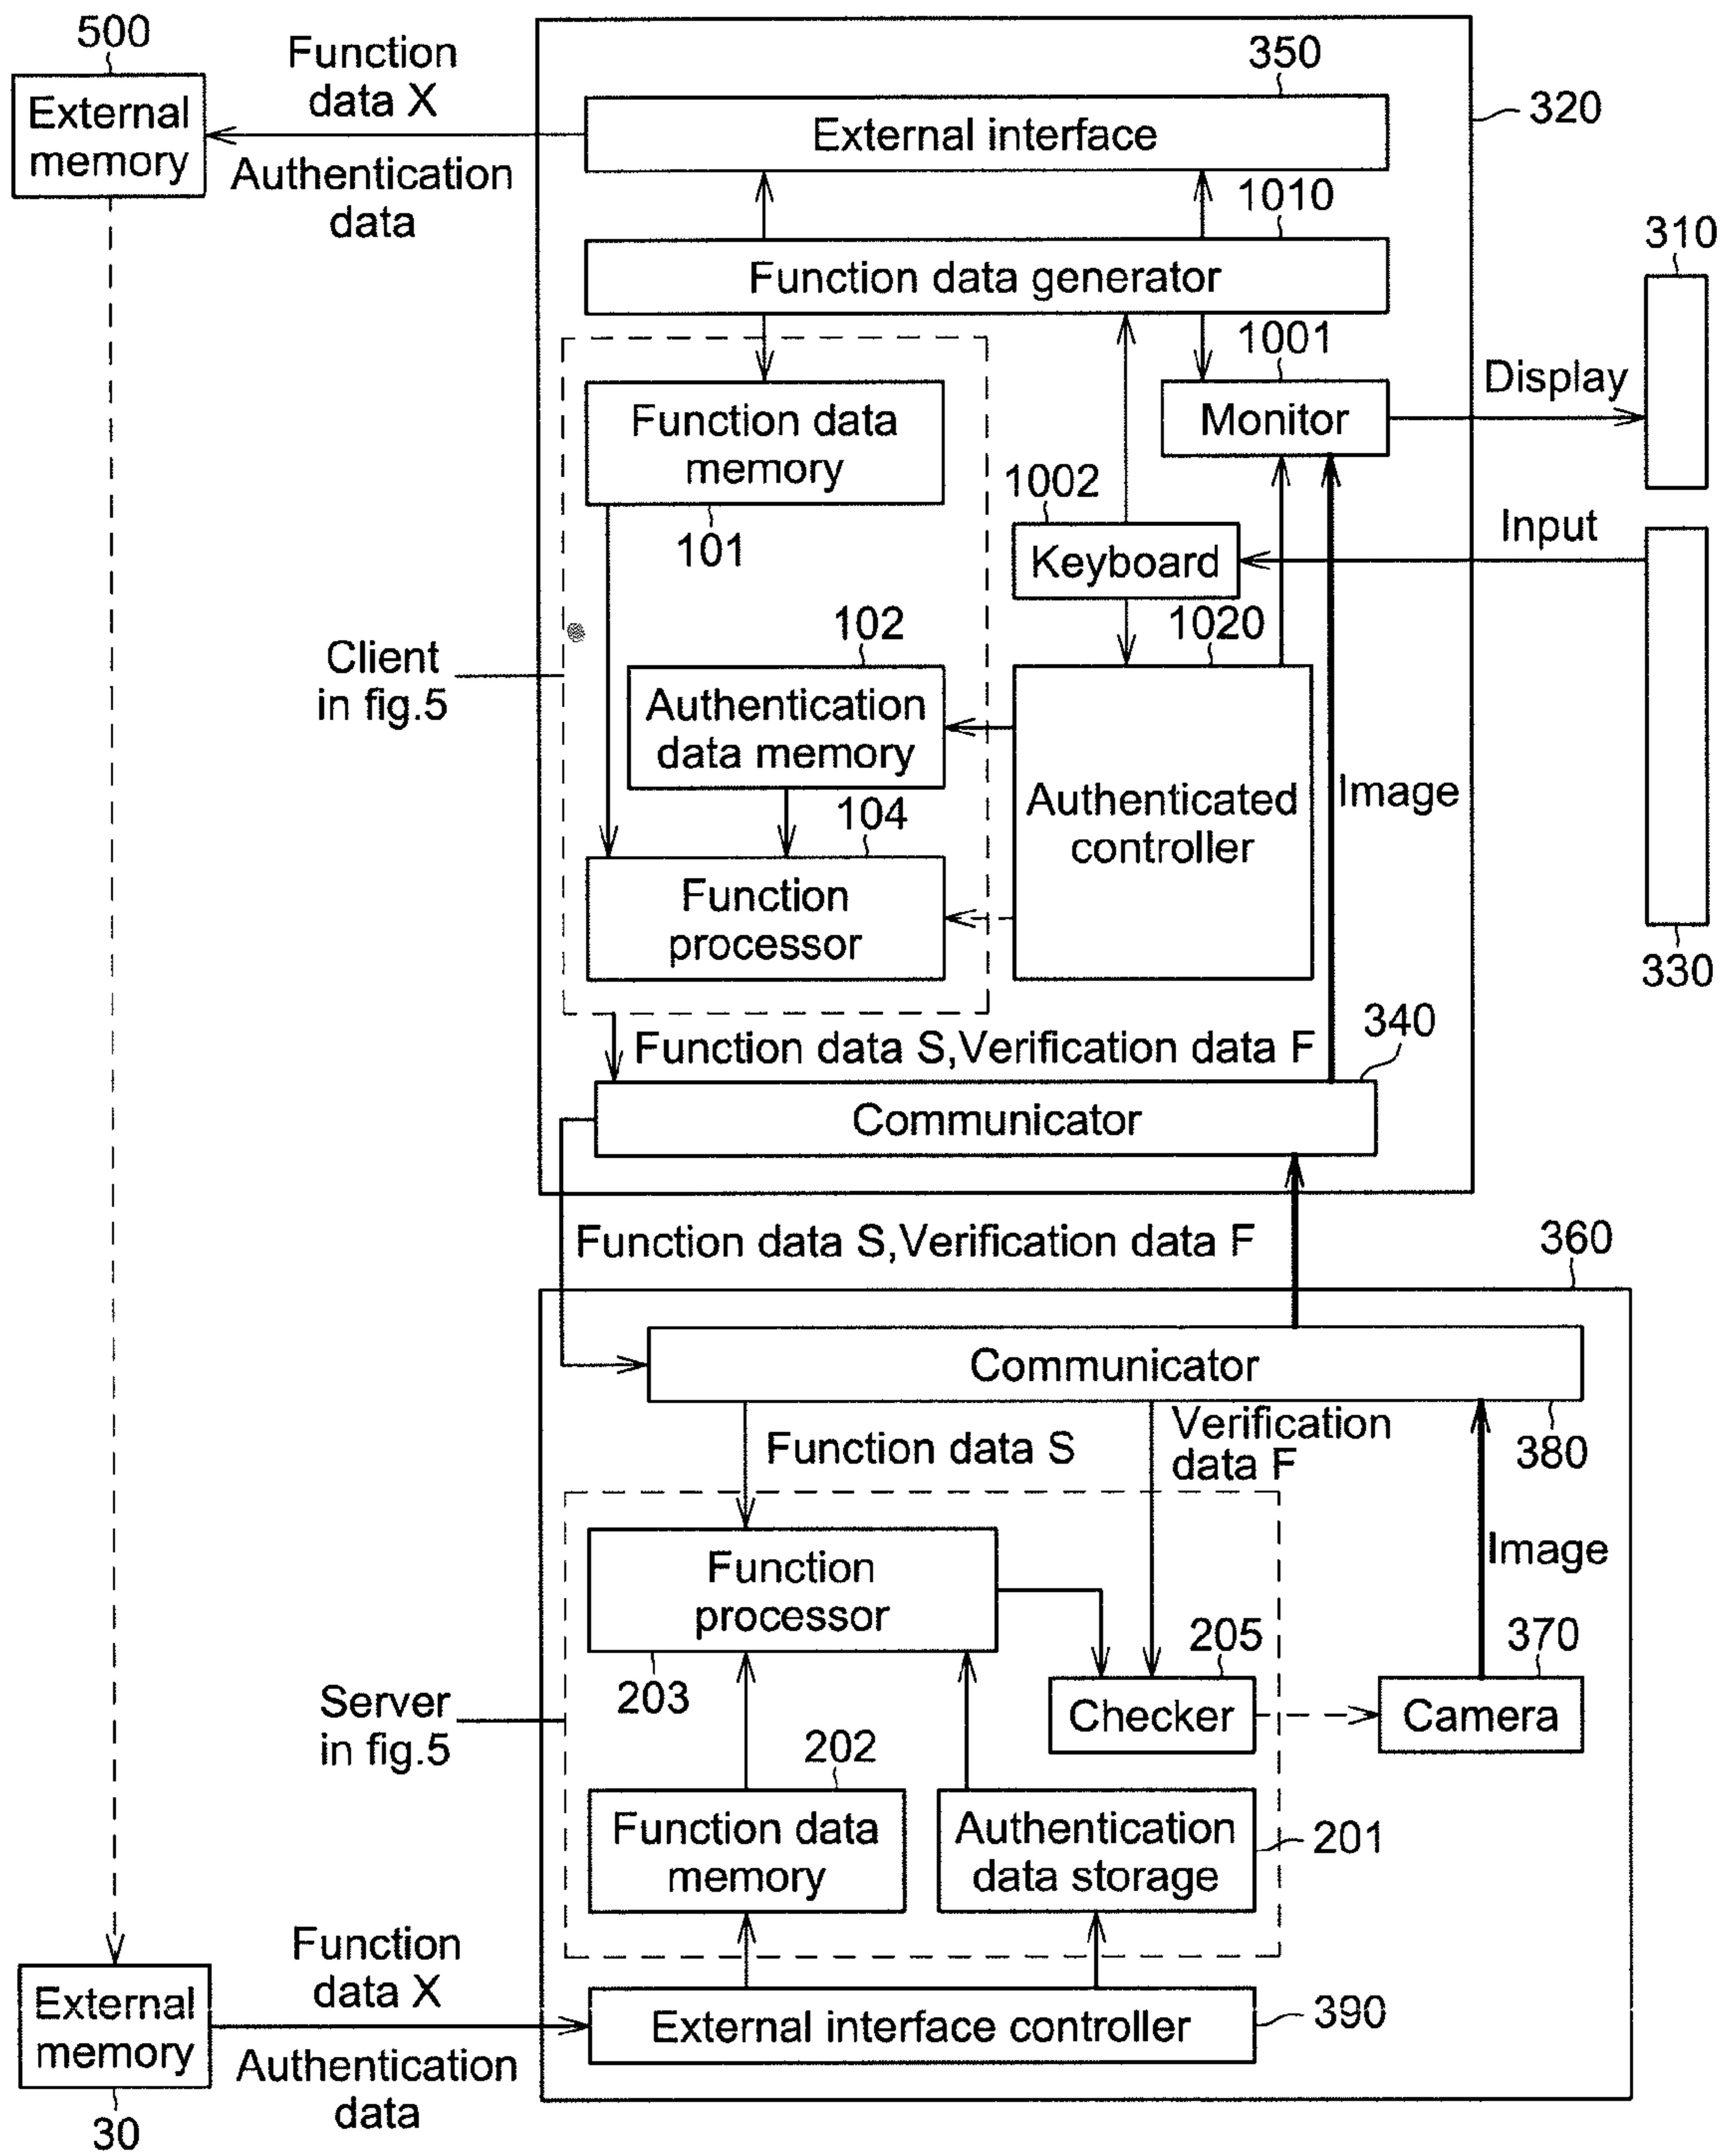 500
External
memory
Function
data X
Authentication
data
350
External interface
320
1010
Function data generator
310
1001
Monitor
Display
Function data
memory
101
1002
Keyboard
Input
330
1020
Client
in fig.5
102
Authentication
data memory
Authenticated
controller
Image
104
Function
processor
Function data S,Verification data F
340
Communicator
Function data S,Verification data F
360
Communicator
380
Function data S
Verification
data F
Image
Function
processor
203
205
Checker
370
Camera
Server
in fig.5
202
Function data
memory
Authentication
data storage
201
External
memory
30
Function
data X
Authentication
data
External interface controller
390